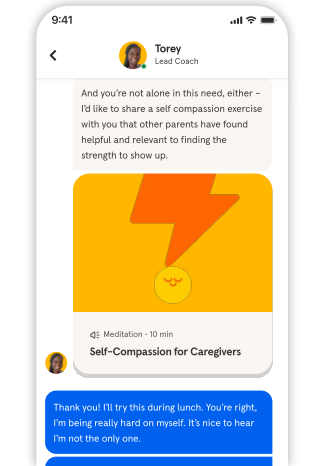 9:41
Torey
Lead Coach
And you're not alone in this need, either –
I'd like to share a self compassion exercise
with you that other parents have found
helpful and relevant to finding the
strength to show up.
Meditation - 10 min
Self-Compassion for Caregivers
Thank you! I'll try this during lunch. You're right,
I'm being really hard on myself. It's nice to hear
I'm not the only one.